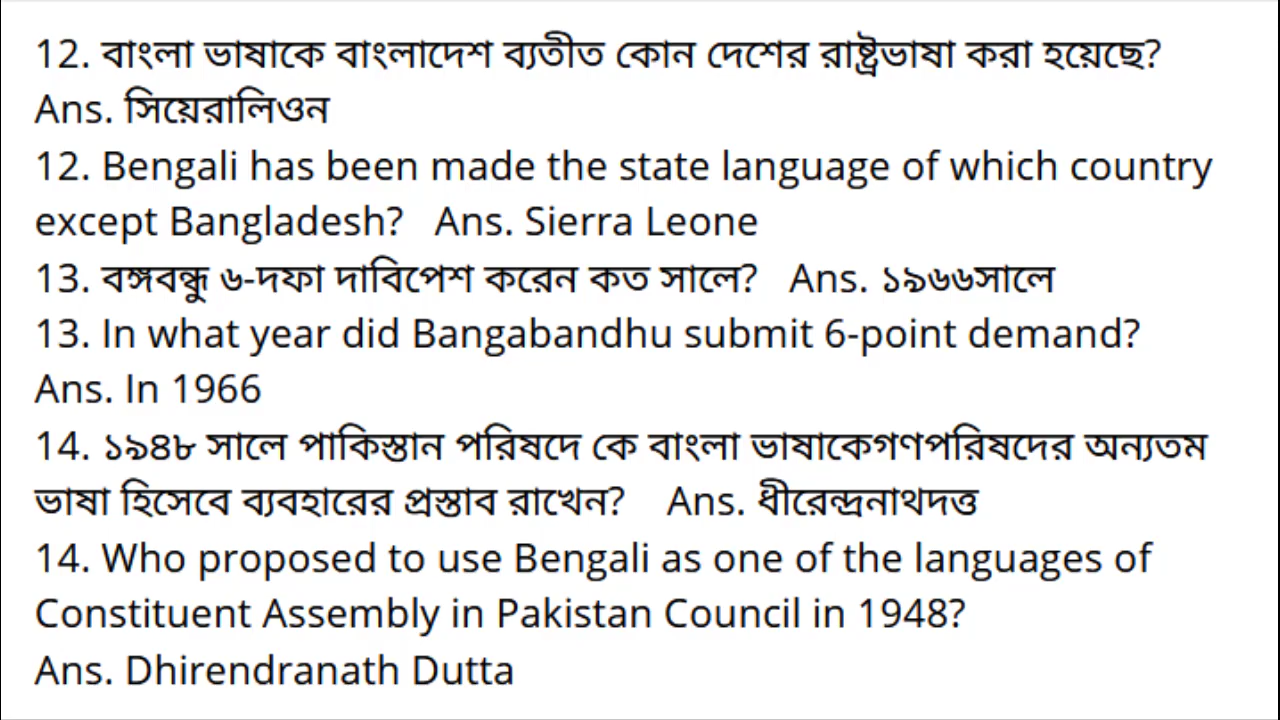 12. বাংলা ভাষাকে বাংলাদেশ ব্যতীত কোন দেশের রাষ্ট্রভাষা করা হয়েছে?
Ans. সিয়েরালিওন
12. Bengali has been made the state language of which country
except Bangladesh? Ans. Sierra Leone
13. বঙ্গবন্ধু ৬-দফা দাবিপেশ করেন কত সালে? Ans. ১৯৬৬সালে
13. In what year did Bangabandhu submit 6-point demand?
Ans. In 1966
14. ১৯৪৮ সালে পাকিস্তান পরিষদে কে বাংলা ভাষাকেগণপরিষদের অন্যতম
ভাষা হিসেবে ব্যবহারের প্রস্তাব রাখেন? Ans. ধীরেন্দ্রনাথদত্ত
14. Who proposed to use Bengali as one of the languages of
Constituent Assembly in Pakistan Council in 1948?
Ans. Dhirendranath Dutta